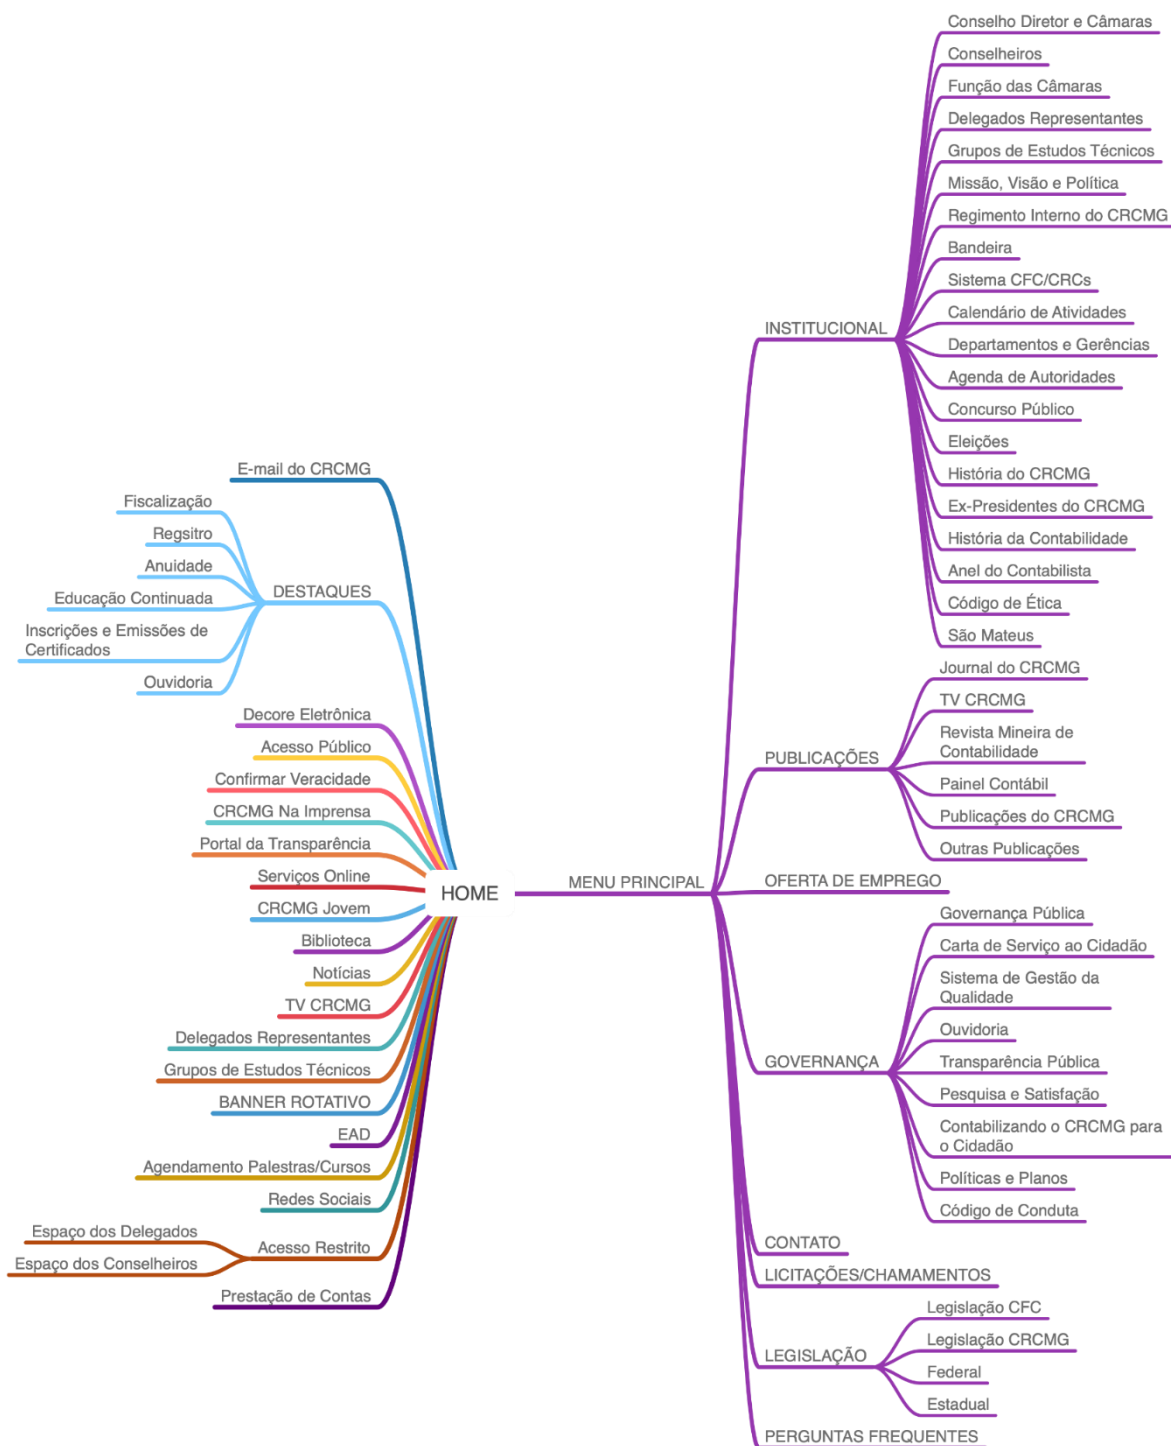 HOME
E-mail do CRCMG
DESTAQUES
Fiscalização
Regsitro
Anuidade
Educação Continuada
Inscrições e Emissões de
Certificados
Ouvidoria
Decore Eletrônica
Acesso Público
Confirmar Veracidade
CRCMG Na Imprensa
Portal da Transparência
Serviços Online
CRCMG Jovem
Biblioteca
Notícias
TV CRCMG
Delegados Representantes
Grupos de Estudos Técnicos
BANNER ROTATIVO
EAD
Agendamento Palestras/Cursos
Redes Sociais
Acesso Restrito
Espaço dos Delegados
Espaço dos Conselheiros
Prestação de Contas
MENU PRINCIPAL
INSTITUCIONAL
Conselho Diretor e Câmaras
Conselheiros
Função das Câmaras
Delegados Representantes
Grupos de Estudos Técnicos
Missão, Visão e Política
Regimento Interno do CRCMG
Bandeira
Sistema CFC/CRCs
Calendário de Atividades
Departamentos e Gerências
Agenda de Autoridades
Concurso Público
Eleições
História do CRCMG
Ex-Presidentes do CRCMG
História da Contabilidade
Anel do Contabilista
Código de Ética
São Mateus
PUBLICAÇÕES
Journal do CRCMG
TV CRCMG
Revista Mineira de
Contabilidade
Painel Contábil
Publicações do CRCMG
Outras Publicações
OFERTA DE EMPREGO
GOVERNANÇA
Governança Pública
Carta de Serviço ao Cidadão
Sistema de Gestão da
Qualidade
Ouvidoria
Transparência Pública
Pesquisa e Satisfação
Contabilizando o CRCMG para
o Cidadão
Políticas e Planos
Código de Conduta
CONTATO
LICITAÇÕES/CHAMAMENTOS
LEGISLAÇÃO
Legislação CFC
Legislação CRCMG
Federal
Estadual
PERGUNTAS FREQUENTES